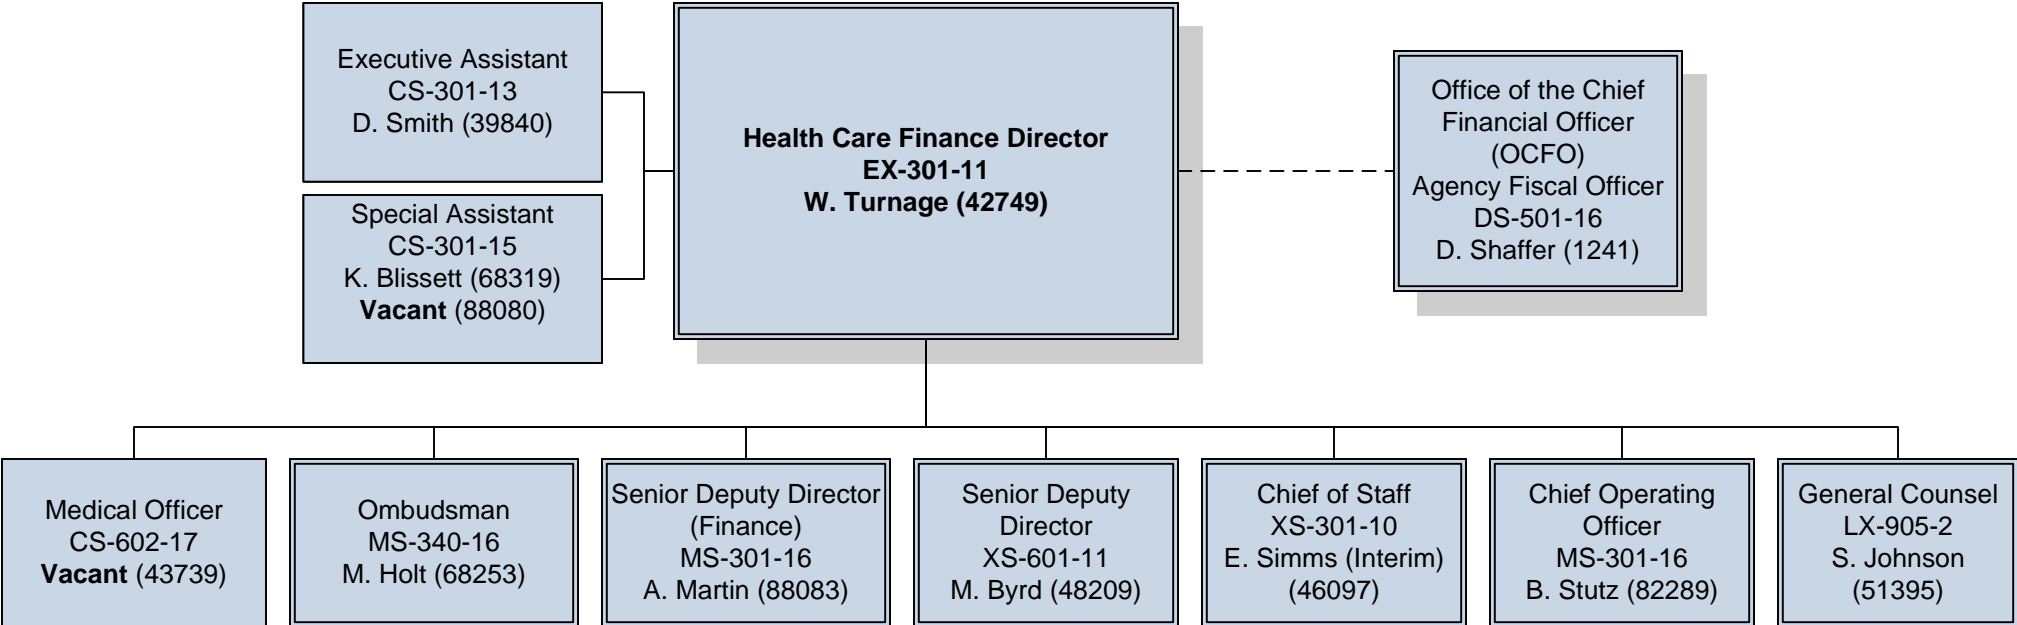 Executive Assistant
CS-301-13
D. Smith (39840)
Special Assistant
CS-301-15
K. Blissett (68319)
Vacant (88080)
Health Care Finance Director
EX-301-11
W. Turnage (42749)
Office of the Chief
Financial Officer
(OCFO)
Agency Fiscal Officer
DS-501-16
D. Shaffer (1241)
Medical Officer
CS-602-17
Vacant (43739)
Ombudsman
MS-340-16
M. Holt (68253)
Senior Deputy Director
(Finance)
MS-301-16
A. Martin (88083)
Senior Deputy
Director
XS-601-11
M. Byrd (48209)
Chief of Staff
XS-301-10
E. Simms (Interim)
(46097)
Chief Operating
Officer
MS-301-16
B. Stutz (82289)
General Counsel
LX-905-2
S. Johnson
(51395)